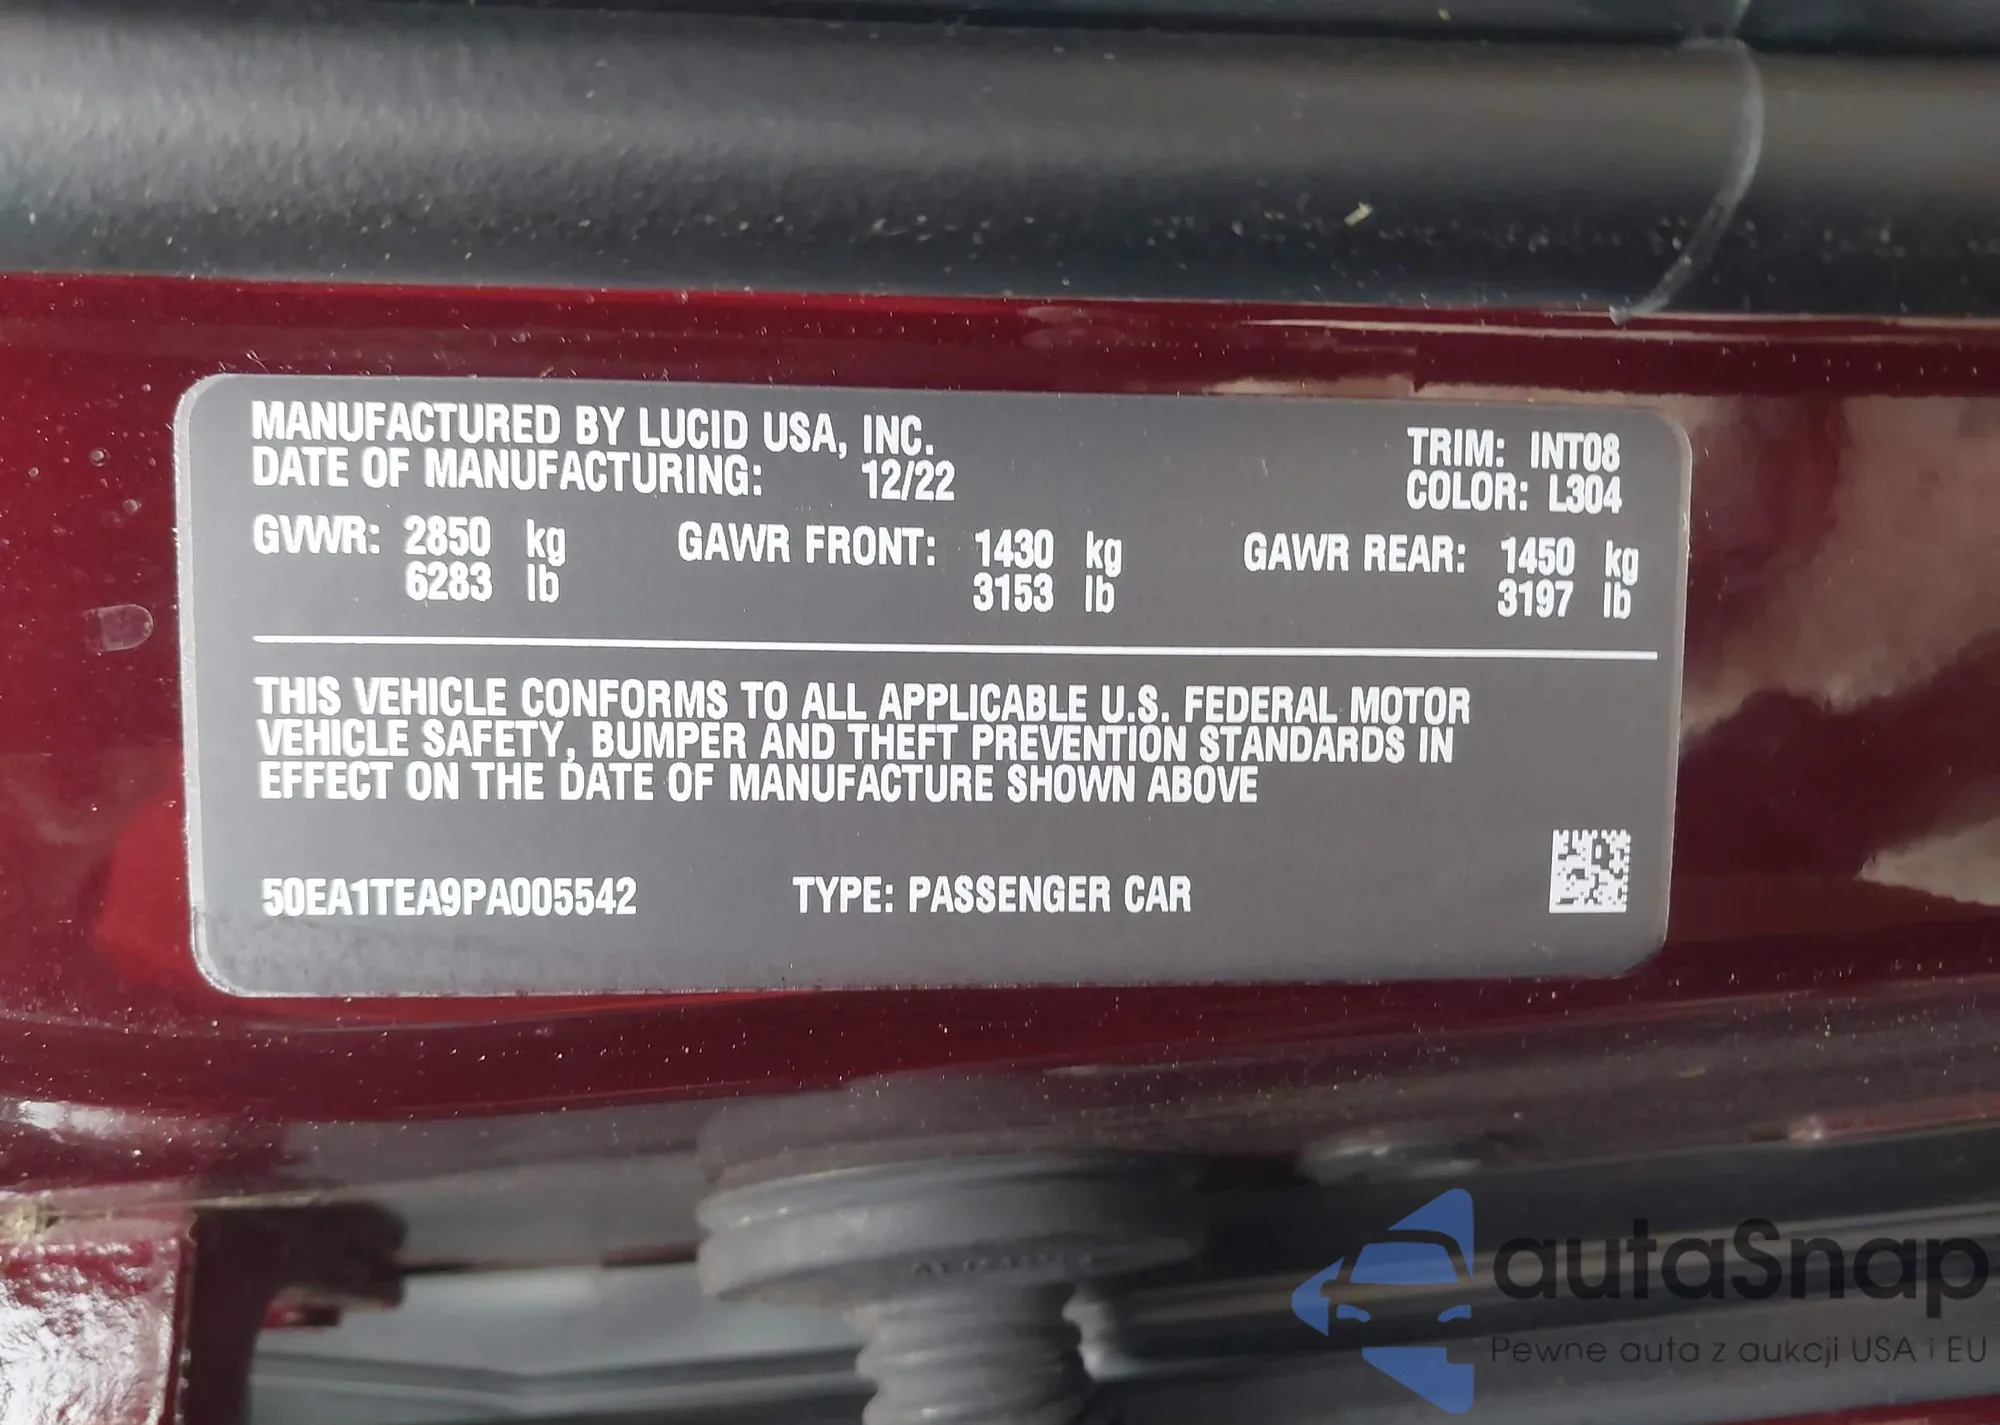 MANUFACTURED BY LUCID USA, INC.
DATE OF MANUFACTURING: 12/22
TRIM: INT08
COLOR: L304
GVWR: 2850 kg
6283 lb
GAWR FRONT: 1430 kg
3153 lb
GAWR REAR: 1450 kg
3197 lb
THIS VEHICLE CONFORMS TO ALL APPLICABLE U.S. FEDERAL MOTOR
VEHICLE SAFETY, BUMPER AND THEFT PREVENTION STANDARDS IN
EFFECT ON THE DATE OF MANUFACTURE SHOWN ABOVE
50EA1TEA9PA005542 TYPE: PASSENGER CAR
autaSnap
Pewne auta z aukcji USA i EU